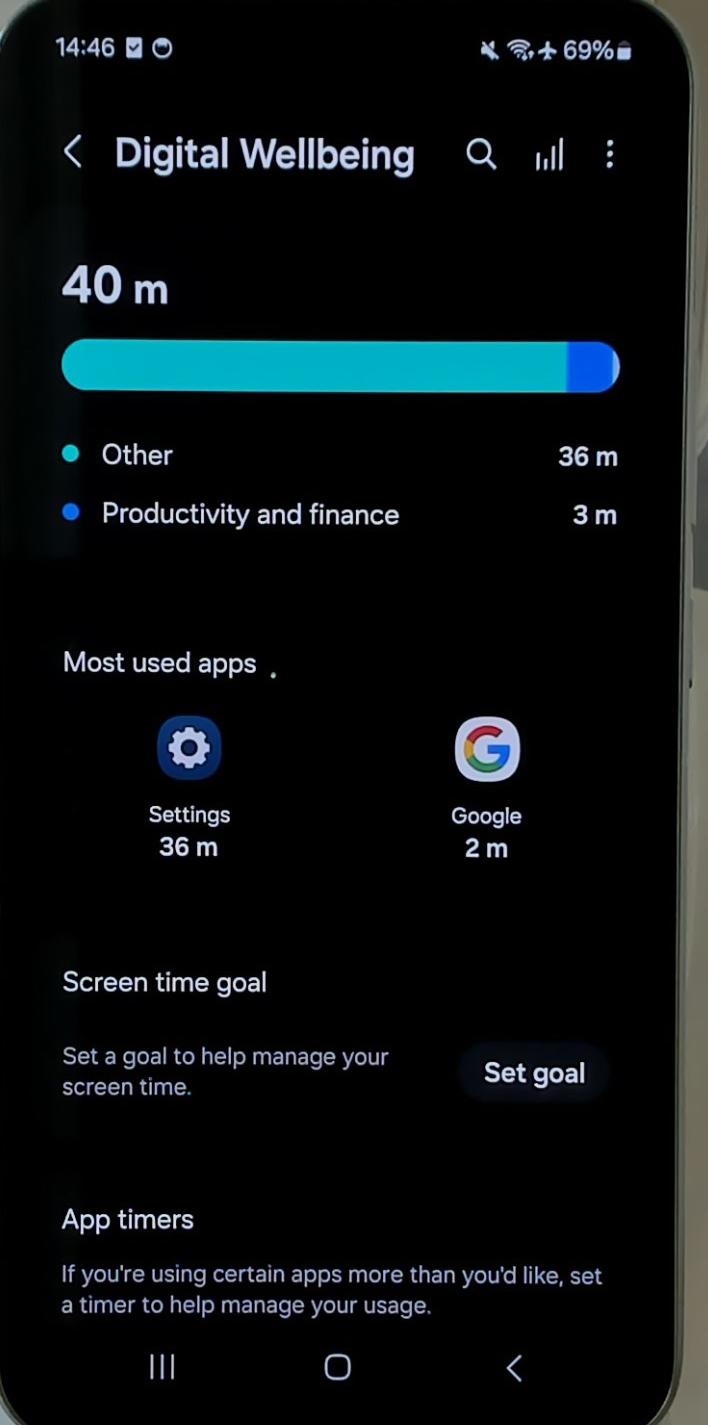 14:46 69%
Digital Wellbeing
40 m
Other 36 m
Productivity and finance 3 m
Most used apps
Settings Google
36 m 2 m
Screen time goal
Set a goal to help manage your
screen time.
Set goal
App timers
If you're using certain apps more than you'd like, set
a timer to help manage your usage.